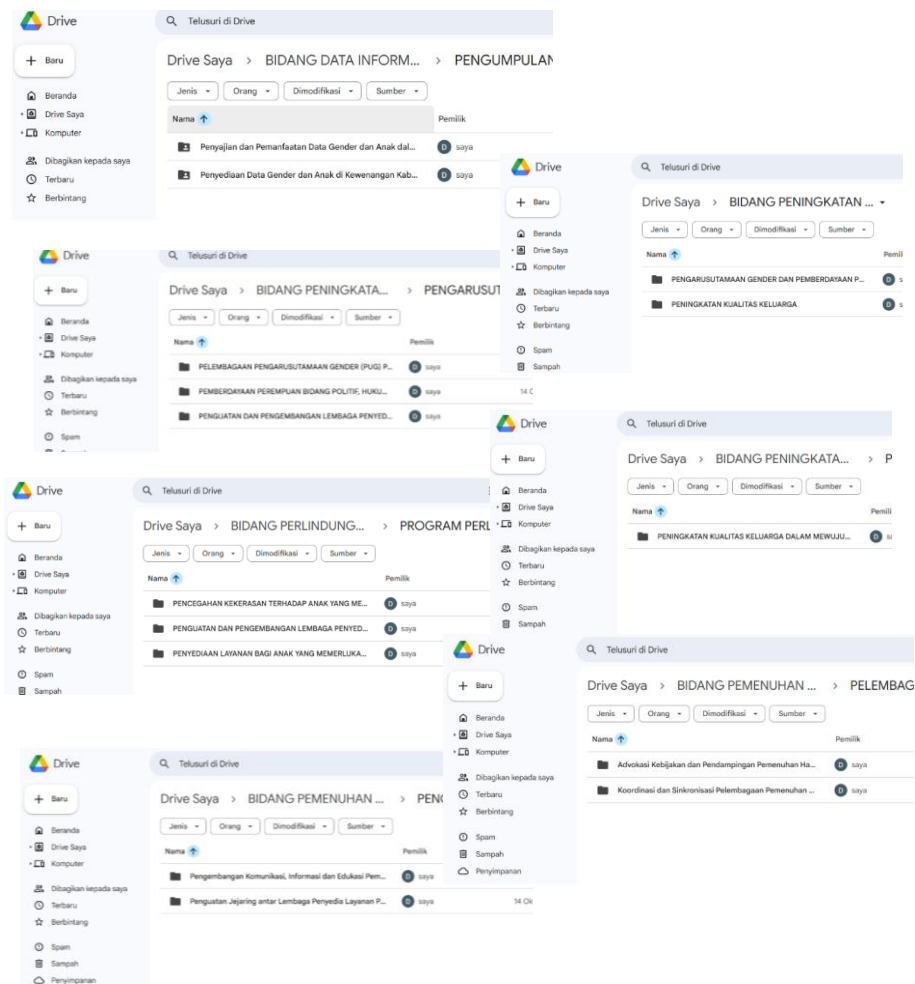 Drive
Telusuri di Drive
Baru
Drive Saya > BIDANG DATA INFORM... > PENGUMPULAN
Jenis Orang Dimodifikasi Sumber
Beranda
Drive Saya
Komputer
Dibagikan kepada saya
Terbaru
Berbintang
Nama Pemilik
Penyajian dan Pemanfaatan Data Gender dan Anak dal... D saya
Penyediaan Data Gender dan Anak di Kewenangan Kab... D saya
Drive
Telusuri di Drive
Baru
Drive Saya > BIDANG PENINGKATAN ...
Jenis Orang Dimodifikasi Sumber
Beranda
Drive Saya
Komputer
Dibagikan kepada saya
Terbaru
Berbintang
Spam
Sampah
Nama Pemil
PENGARUSUTAMAAN GENDER DAN PEMBERDAYAAN P... D s
PENINGKATAN KUALITAS KELUARGA D s
Drive
Telusuri di Drive
Baru
Drive Saya > BIDANG PENINGKATA... > PENGARUSUT
Jenis Orang Dimodifikasi Sumber
Beranda
Drive Saya
Komputer
Dibagikan kepada saya
Terbaru
Berbintang
Spam
Nama Pemilik
PELEMBAGAAN PENGARUSUTAMAAN GENDER (PUG) P... D saya
PEMBERDAYAAN PEREMPUAN BIDANG POLITIF, HUKU... D saya 14 O
PENGUATAN DAN PENGEMBANGAN LEMBAGA PENYED... D saya
Drive
Telusuri di Drive
Baru
Drive Saya > BIDANG PENINGKATA... > P
Jenis Orang Dimodifikasi Sumber
Beranda
Drive Saya
Komputer
Dibagikan kepada saya
Terbaru
Berbintang
Spam
Sampah
Nama Pemili
PENINGKATAN KUALITAS KELUARGA DALAM MEWUJU... D sa
Drive
Telusuri di Drive
Baru
Drive Saya > BIDANG PERLINDUNG... > PROGRAM PERL
Jenis Orang Dimodifikasi Sumber
Beranda
Drive Saya
Komputer
Dibagikan kepada saya
Terbaru
Berbintang
Spam
Sampah
Nama Pemilik
PENCEGAHAN KEKERASAN TERHADAP ANAK YANG ME... D saya
PENGUATAN DAN PENGEMBANGAN LEMBAGA PENYED... D saya
PENYEDIAAN LAYANAN BAGI ANAK YANG MEMERLUKA... D saya
Drive
Telusuri di Drive
Baru
Drive Saya > BIDANG PEMENUHAN ... > PELEMBAG
Jenis Orang Dimodifikasi Sumber
Beranda
Drive Saya
Komputer
Dibagikan kepada saya
Terbaru
Berbintang
Spam
Sampah
Penyimpanan
Nama Pemilik
Advokasi Kebijakan dan Pendampingan Pemenuhan Ha... D saya
Koordinasi dan Sinkronisasi Pelembagaan Pemenuhan ... D saya
Drive
Telusuri di Drive
Baru
Drive Saya > BIDANG PEMENUHAN ... > PENG
Jenis Orang Dimodifikasi Sumber
Beranda
Drive Saya
Komputer
Dibagikan kepada saya
Terbaru
Berbintang
Spam
Sampah
Penyimpanan
Nama Pemilik
Pengembangan Komunikasi, Informasi dan Edukasi Pem... D saya
Penguatan Jejaring antar Lembaga Penyedia Layanan P... D saya 14 Ok